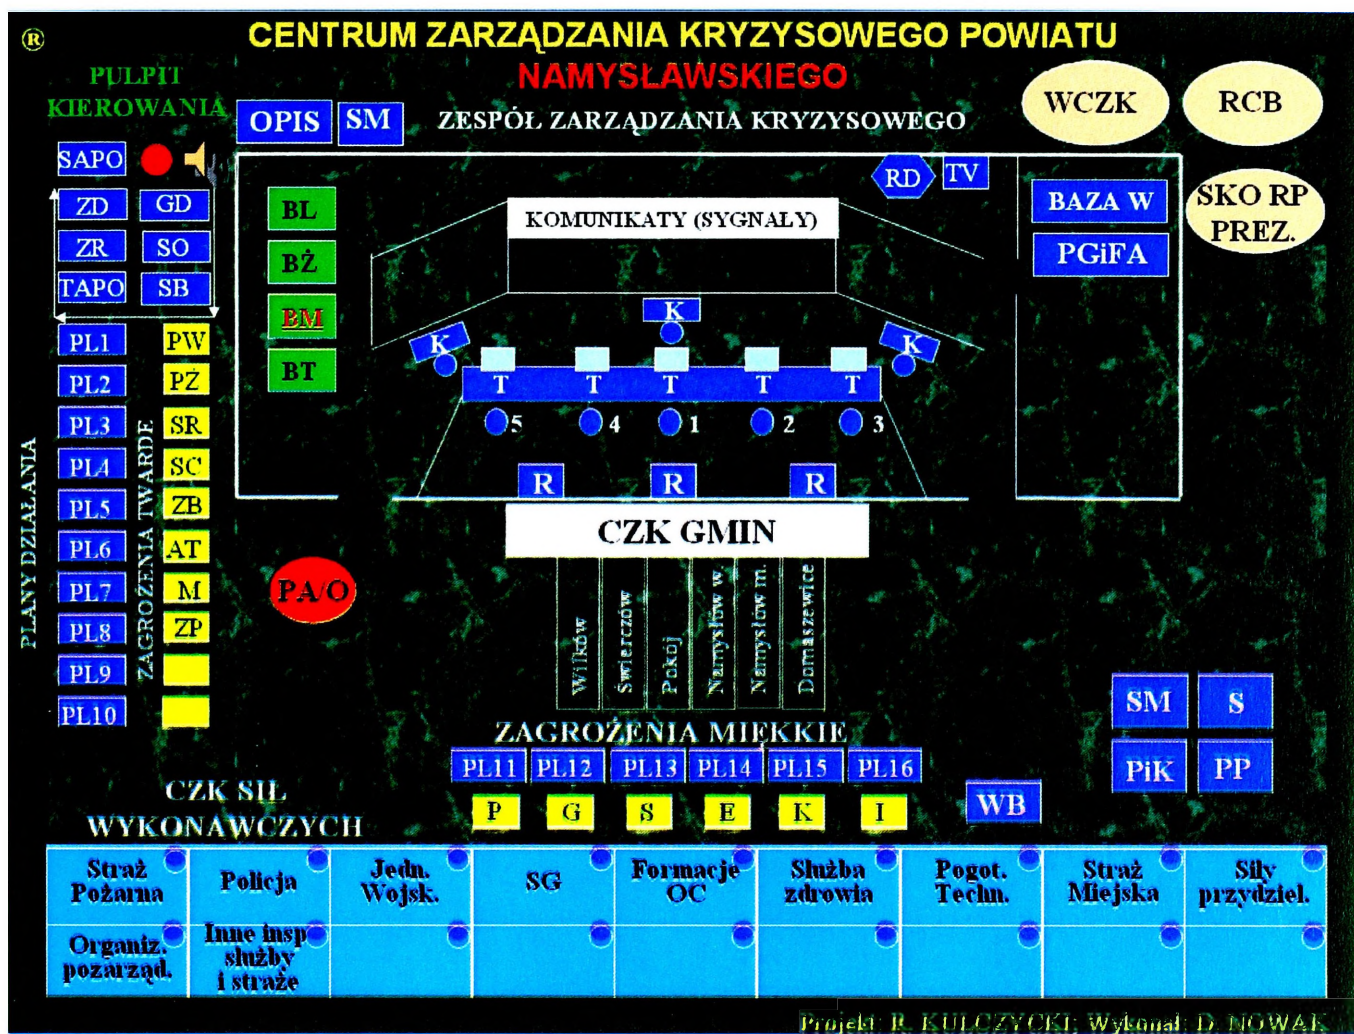 ®
CENTRUM ZARZĄDZANIA KRYZYSOWEGO POWIATU
NAMYSŁAWSKIEGO
PULPIT
KIEROWANIA
OPIS
SM
ZESPÓŁ ZARZĄDZANIA KRYZYSOWEGO
WCZK
RCB
SAPO
ZD
GD
ZR
SO
TAPO
SB
BL
BŻ
BM
BT
KOMUNIKATY (SYGNAŁY)
RD
TV
BAZA W
PGiFA
SKO RP
PREZ.
K
K
K
T
T
T
T
T
5
4
1
2
3
R
R
R
PLANY DZIAŁANIA
PL1
PL2
PL3
PL4
PL5
PL6
PL7
PL8
PL9
PL10
ZAGROŻENIA TWARDE
PW
PŻ
SR
SC
ZB
AT
M
ZP
PA/O
CZK GMIN
Wilków
Świerczów
Pokój
Namysłów w.
Namysłów m.
Domaszewice
ZAGROŻENIA MIĘKKIE
PL11
PL12
PL13
PL14
PL15
PL16
P
G
S
E
K
I
WB
SM
S
PiK
PP
CZK SIŁ
WYKONAWCZYCH
Straż
Pożarna
Policja
Jedn.
Wojsk.
SG
Formacje
OC
Służba
zdrowia
Pogot.
Techn.
Straż
Miejska
Siły
przydziel.
Organiz.
pozarząd.
Inne insp
służby
i straże
Projekt: R. KULCZYCKI; Wykonał: D. NOWAK